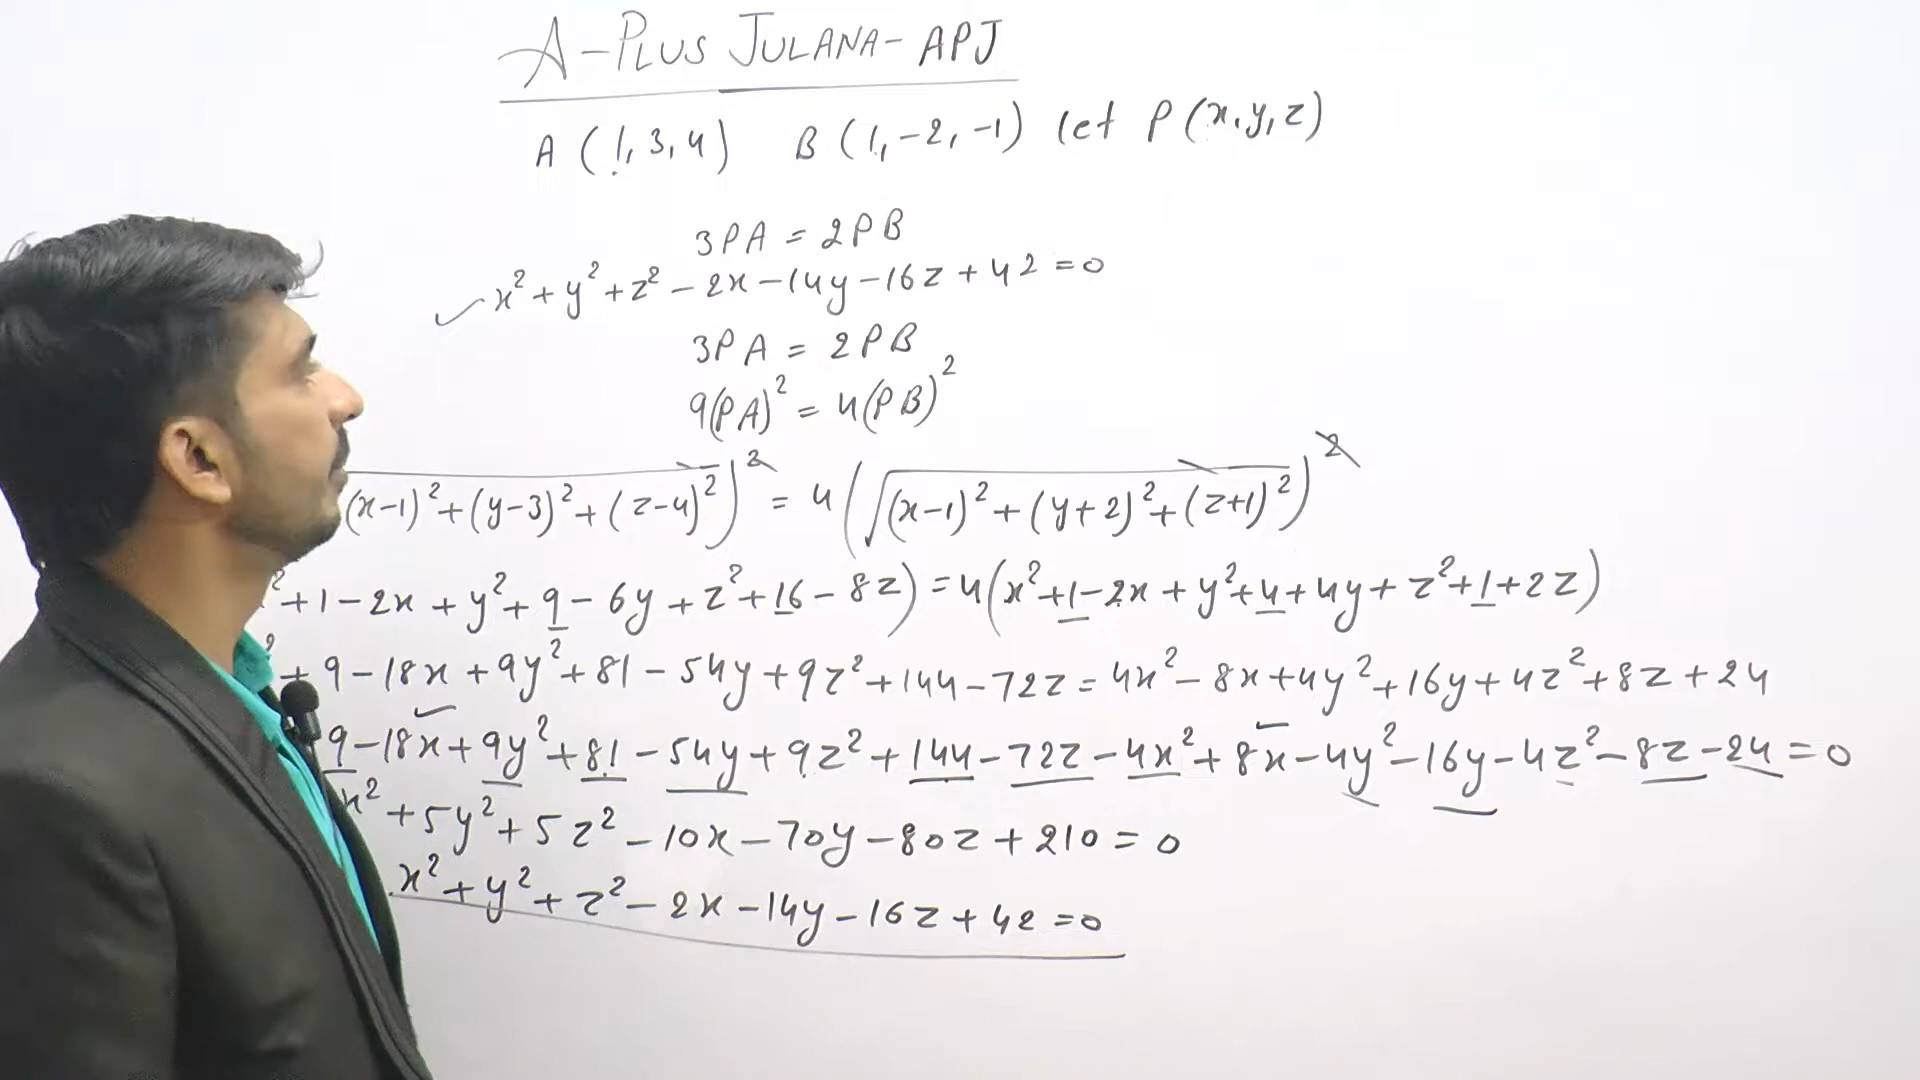 A-PLUS JULANA-APJ
A (1, 3, 4) B (1, -2, -1) let P (x, y, z)
3PA = 2PB
x² + y² + z² - 2x - 14y - 16z + 42 = 0
3PA = 2PB
9(PA)² = 4(PB)²
(x-1)² + (y-3)² + (z-4)²)² = 4(√(x-1)² + (y+2)² + (z+1)²)²
² + 1 - 2x + y² + 9 - 6y + z² + 16 - 8z) = 4(x² + 1 - 2x + y² + 4 + 4y + z² + 1 + 2z)
² + 9 - 18x + 9y² + 81 - 54y + 9z² + 144 - 72z = 4x² - 8x + 4y² + 16y + 4z² + 8z + 24
9 - 18x + 9y² + 81 - 54y + 9z² + 144 - 72z - 4x² + 8x - 4y² - 16y - 4z² - 8z - 24 = 0
x² + 5y² + 5z² - 10x - 70y - 80z + 210 = 0
x² + y² + z² - 2x - 14y - 16z + 42 = 0